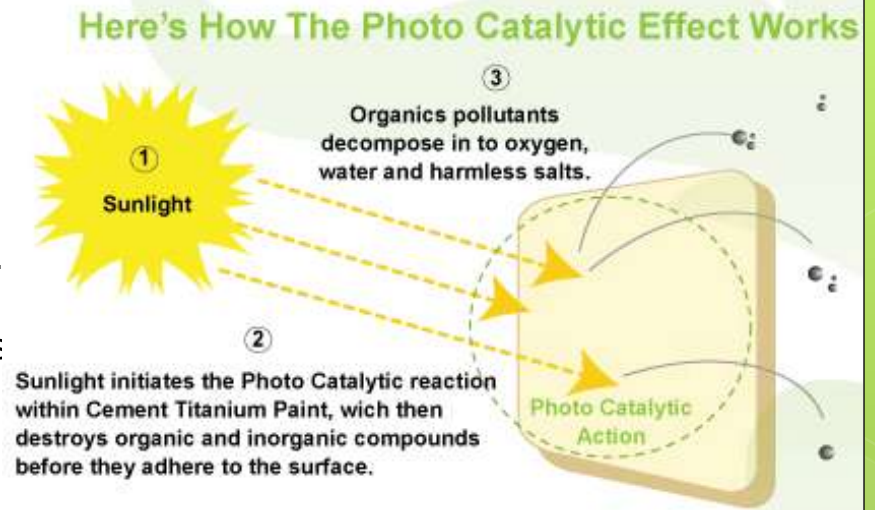 Here's How The Photo Catalytic Effect Works
①
Sunlight
③
Organics pollutants
decompose in to oxygen,
water and harmless salts.
②
Sunlight initiates the Photo Catalytic reaction
within Cement Titanium Paint, wich then
destroys organic and inorganic compounds
before they adhere to the surface.
Photo Catalytic
Action